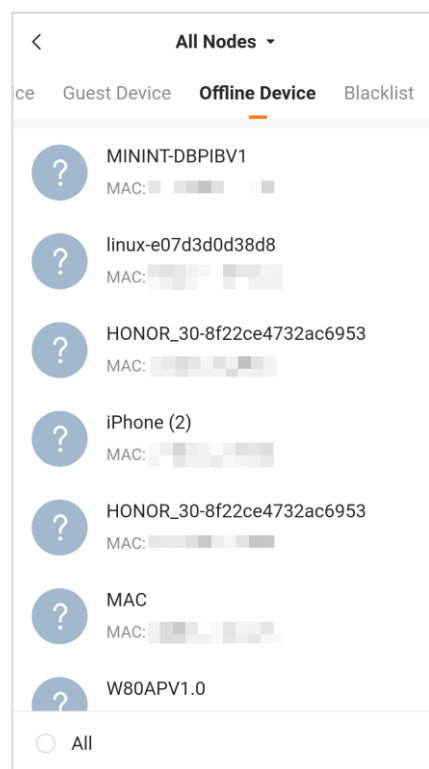 All Nodes
ce Guest Device Offline Device Blacklist
? MININT-DBPIBV1
MAC:
? linux-e07d3d0d38d8
MAC:
? HONOR_30-8f22ce4732ac6953
MAC:
? iPhone (2)
MAC:
? HONOR_30-8f22ce4732ac6953
MAC:
? MAC
MAC:
? W80APV1.0
All